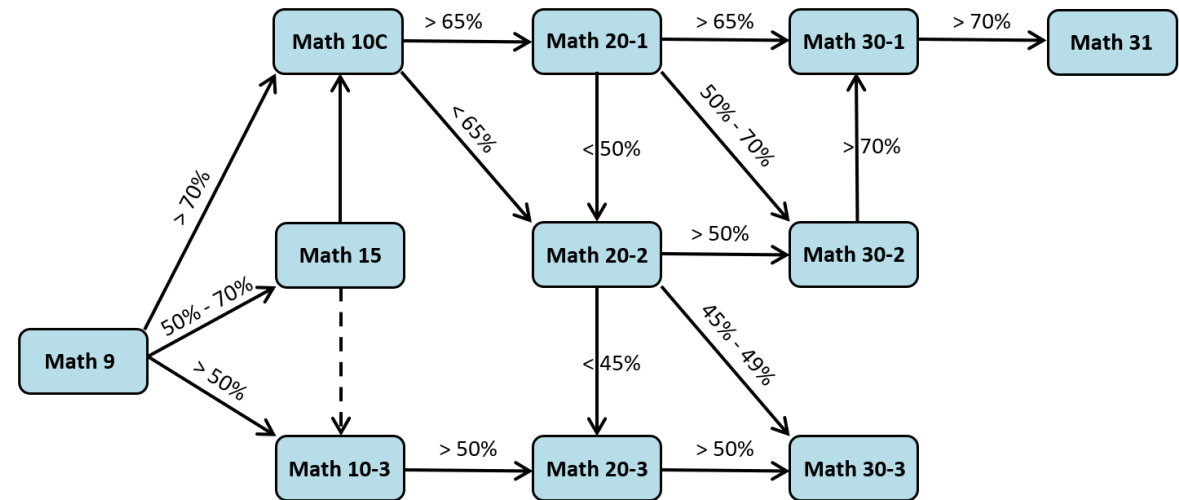 > 65%
> 65%
> 70%
Math 10C
Math 20-1
Math 30-1
Math 31
< 65%
50% - 70%
< 50%
> 70%
> 70%
Math 15
Math 20-2
> 50%
Math 30-2
50% - 70%
Math 9
> 50%
< 45%
45% - 49%
Math 10-3
> 50%
Math 20-3
> 50%
Math 30-3